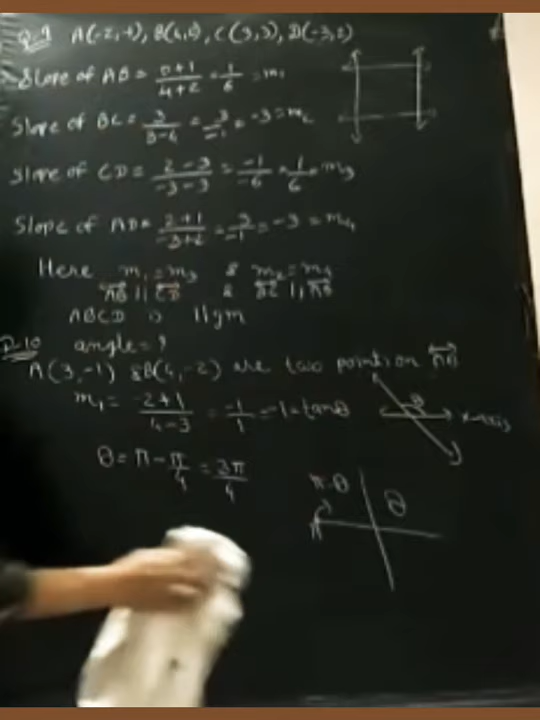 Q.9 A(-2,-1), B(4,0), C(3,3), D(-3,2)
Slope of AB = 0+1/4+2 = 1/6 = m₁
Slope of BC = 3/3-4 = 3/-1 = -3 = m₂
Slope of CD = 2-3/-3-3 = -1/-6 = 1/6 = m₃
Slope of AD = 2+1/-3+2 = 3/-1 = -3 = m₄
Here m₁ = m₃ & m₂ = m₄
AB || CD & BC || AD
ABCD is ||gm
Q.10 angle = ?
A(3,-1) &B(4,-2) are two point on AB
m₁ = -2+1/4-3 = -1/1 = -1 = tanθ
θ x-axis
θ = π - π/4 = 3π/4
π-θ θ
π